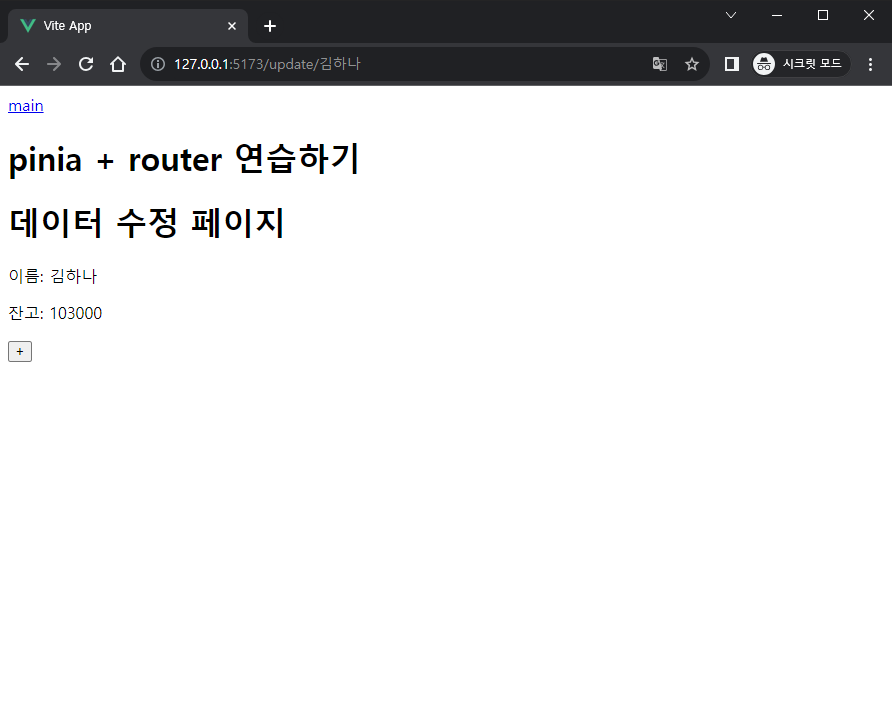 Vite App
127.0.0.1:5173/update/김하나
시크릿 모드
main
pinia + router 연습하기
데이터 수정 페이지
이름: 김하나
잔고: 103000
+